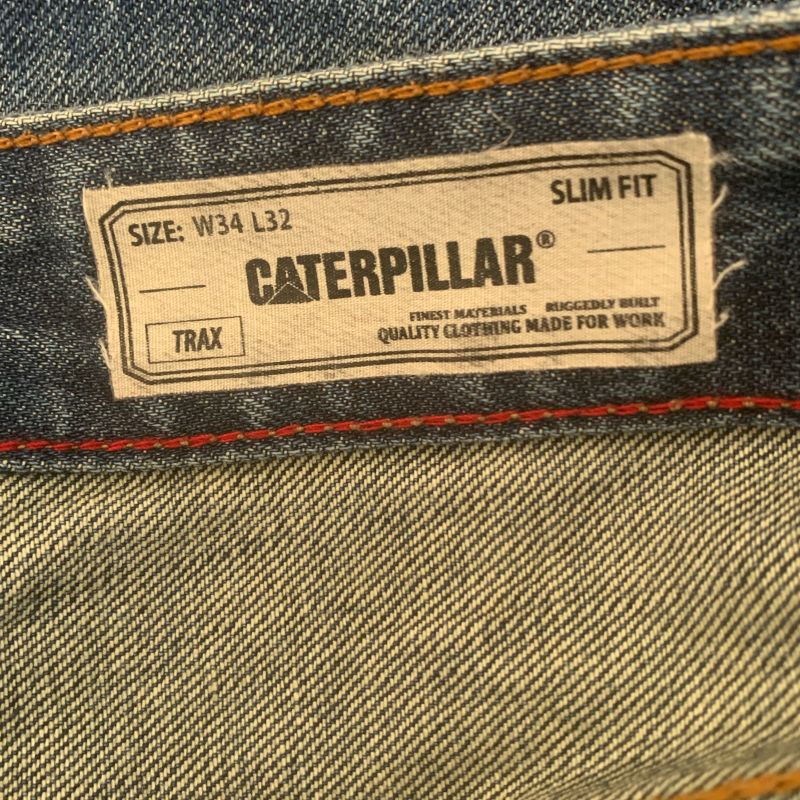 SLIM FIT
SIZE: W34 L32
CATERPILLAR®
FINEST MATERIALS RUGGEDLY BUILT
TRAX
QUALITY CLOTHING MADE FOR WORK